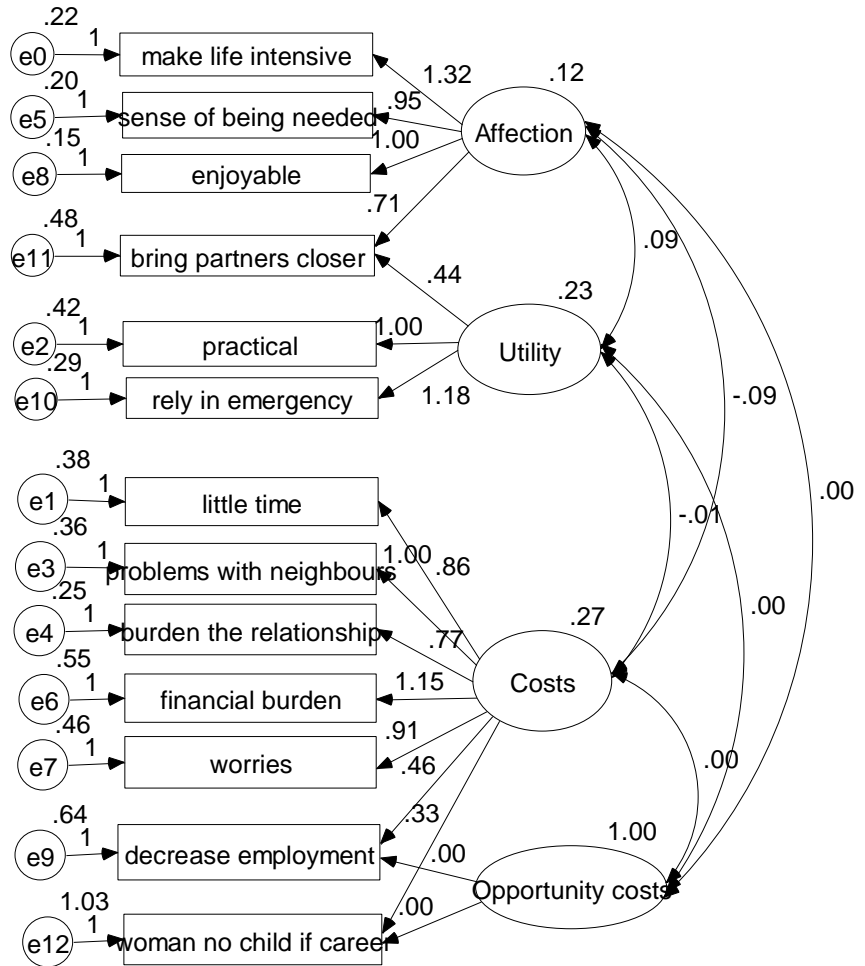 .22
e0
1
make life intensive
1.32
.12
.20
e5
1
sense of being needed
.95
Affection
.15
e8
1
enjoyable
1.00
.71
.48
e11
1
bring partners closer
.44
.09
.23
.42
e2
1
practical
1.00
Utility
.29
e10
1
rely in emergency
1.18
-.09
.38
e1
1
little time
.86
-.01
.00
.36
e3
1
problems with neighbours
1.00
.25
e4
1
burden the relationship
.77
.27
.00
.55
e6
1
financial burden
1.15
Costs
.46
e7
1
worries
.91
.46
.00
.64
e9
1
decrease employment
.33
.00
1.00
Opportunity costs
1.03
e12
1
woman no child if career
.00